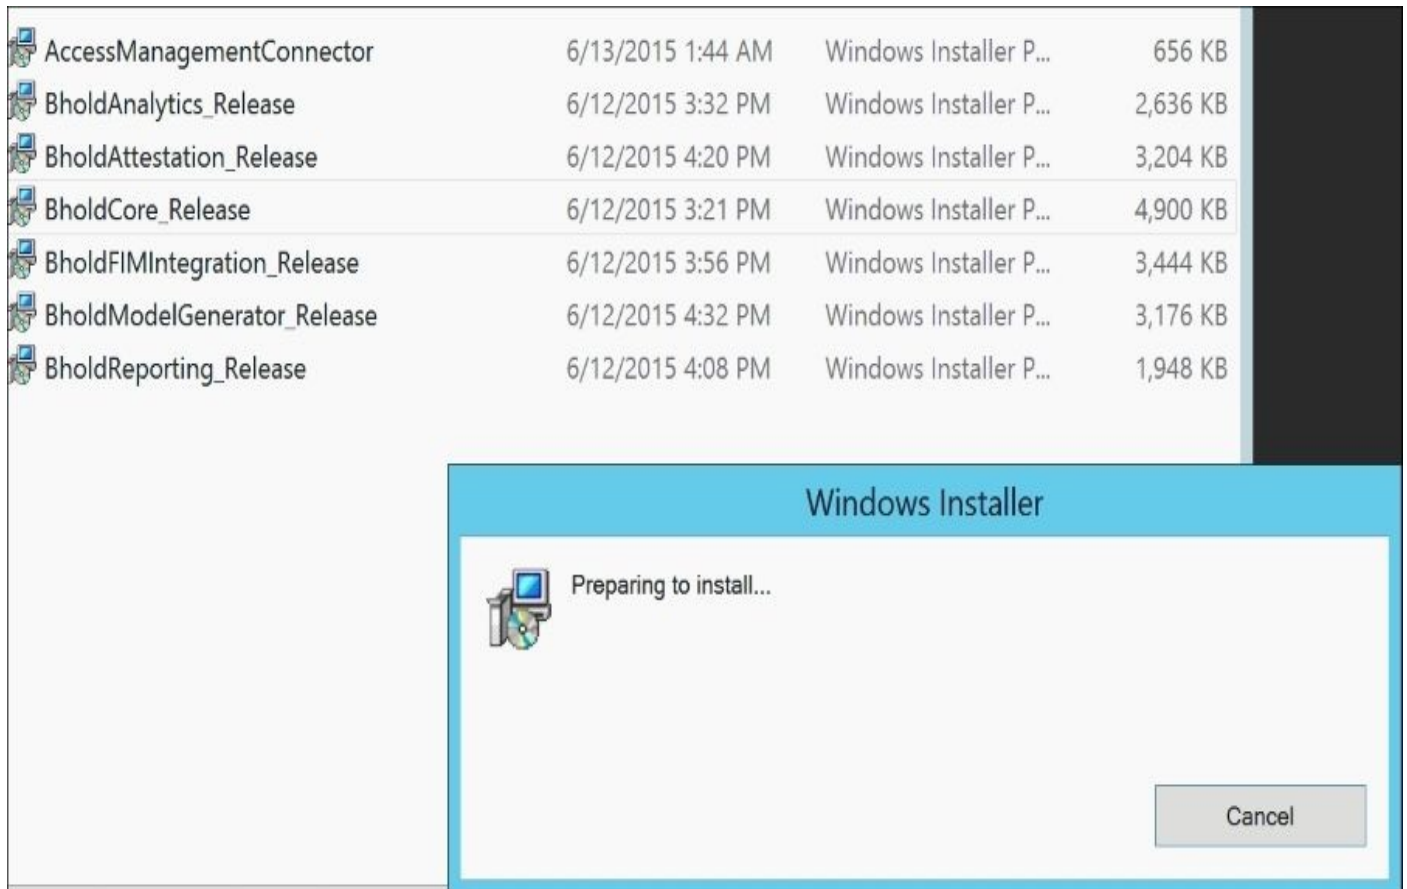 AccessManagementConnector 6/13/2015 1:44 AM Windows Installer P... 656 KB
BholdAnalytics_Release 6/12/2015 3:32 PM Windows Installer P... 2,636 KB
BholdAttestation_Release 6/12/2015 4:20 PM Windows Installer P... 3,204 KB
BholdCore_Release 6/12/2015 3:21 PM Windows Installer P... 4,900 KB
BholdFIMIntegration_Release 6/12/2015 3:56 PM Windows Installer P... 3,444 KB
BholdModelGenerator_Release 6/12/2015 4:32 PM Windows Installer P... 3,176 KB
BholdReporting_Release 6/12/2015 4:08 PM Windows Installer P... 1,948 KB
Windows Installer
Preparing to install...
Cancel